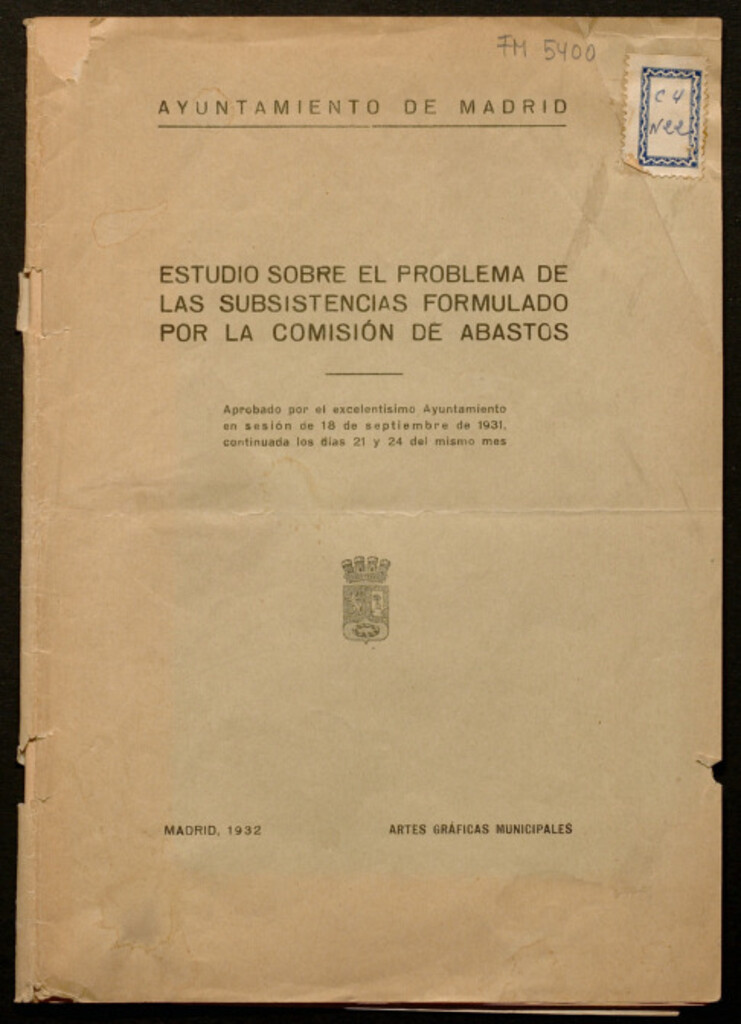 FM 5400
C 4
N 22
AYUNTAMIENTO DE MADRID
ESTUDIO SOBRE EL PROBLEMA DE
LAS SUBSISTENCIAS FORMULADO
POR LA COMISIÓN DE ABASTOS
Aprobado por el excelentísimo Ayuntamiento
en sesión de 18 de septiembre de 1931,
continuada los días 21 y 24 del mismo mes
MADRID, 1932
ARTES GRÁFICAS MUNICIPALES